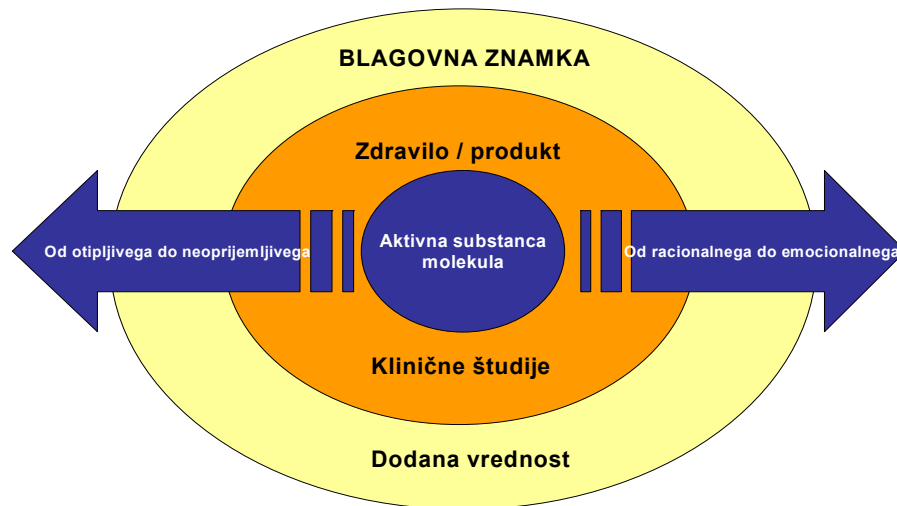 BLAGOVNA ZNAMKA
Zdravilo / produkt
Od otipljivega do neoprijemljivega
Aktivna substanca
molekula
Od racionalnega do emocionalnega
Klinične študije
Dodana vrednost